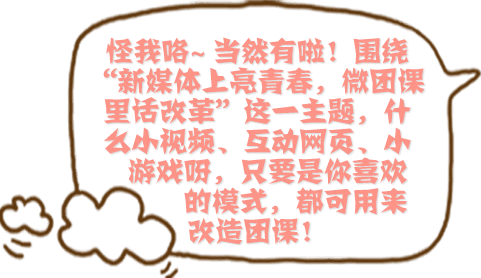 怪我咯~ 当然有啦！围绕
“新媒体上亮青春，微团课
里话改革”这一主题，什
么小视频、互动网页、小
游戏呀，只要是你喜欢
的模式，都可用来
改造团课！